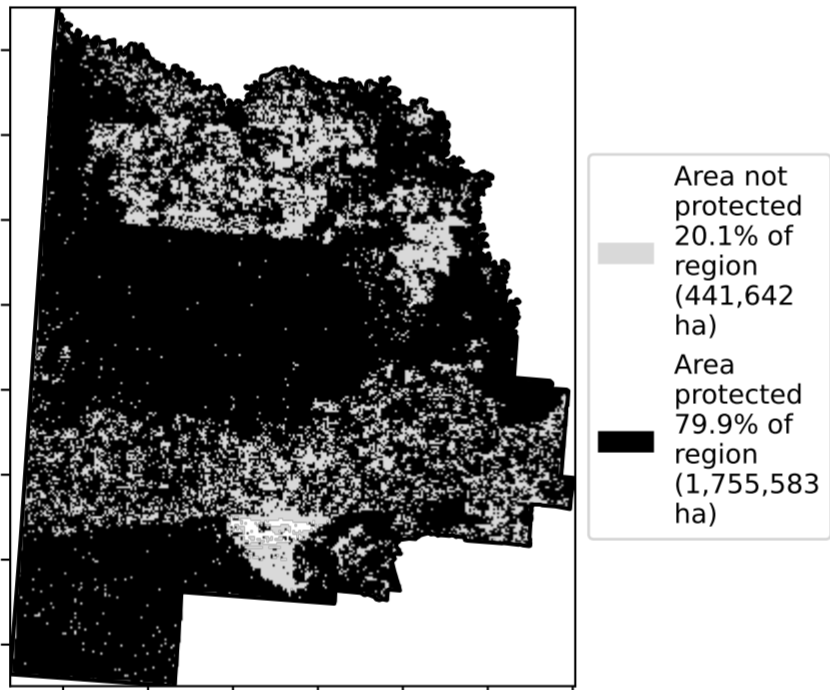 Area not
protected
20.1% of
region
(441,642
ha)
Area
protected
79.9% of
region
(1,755,583
ha)